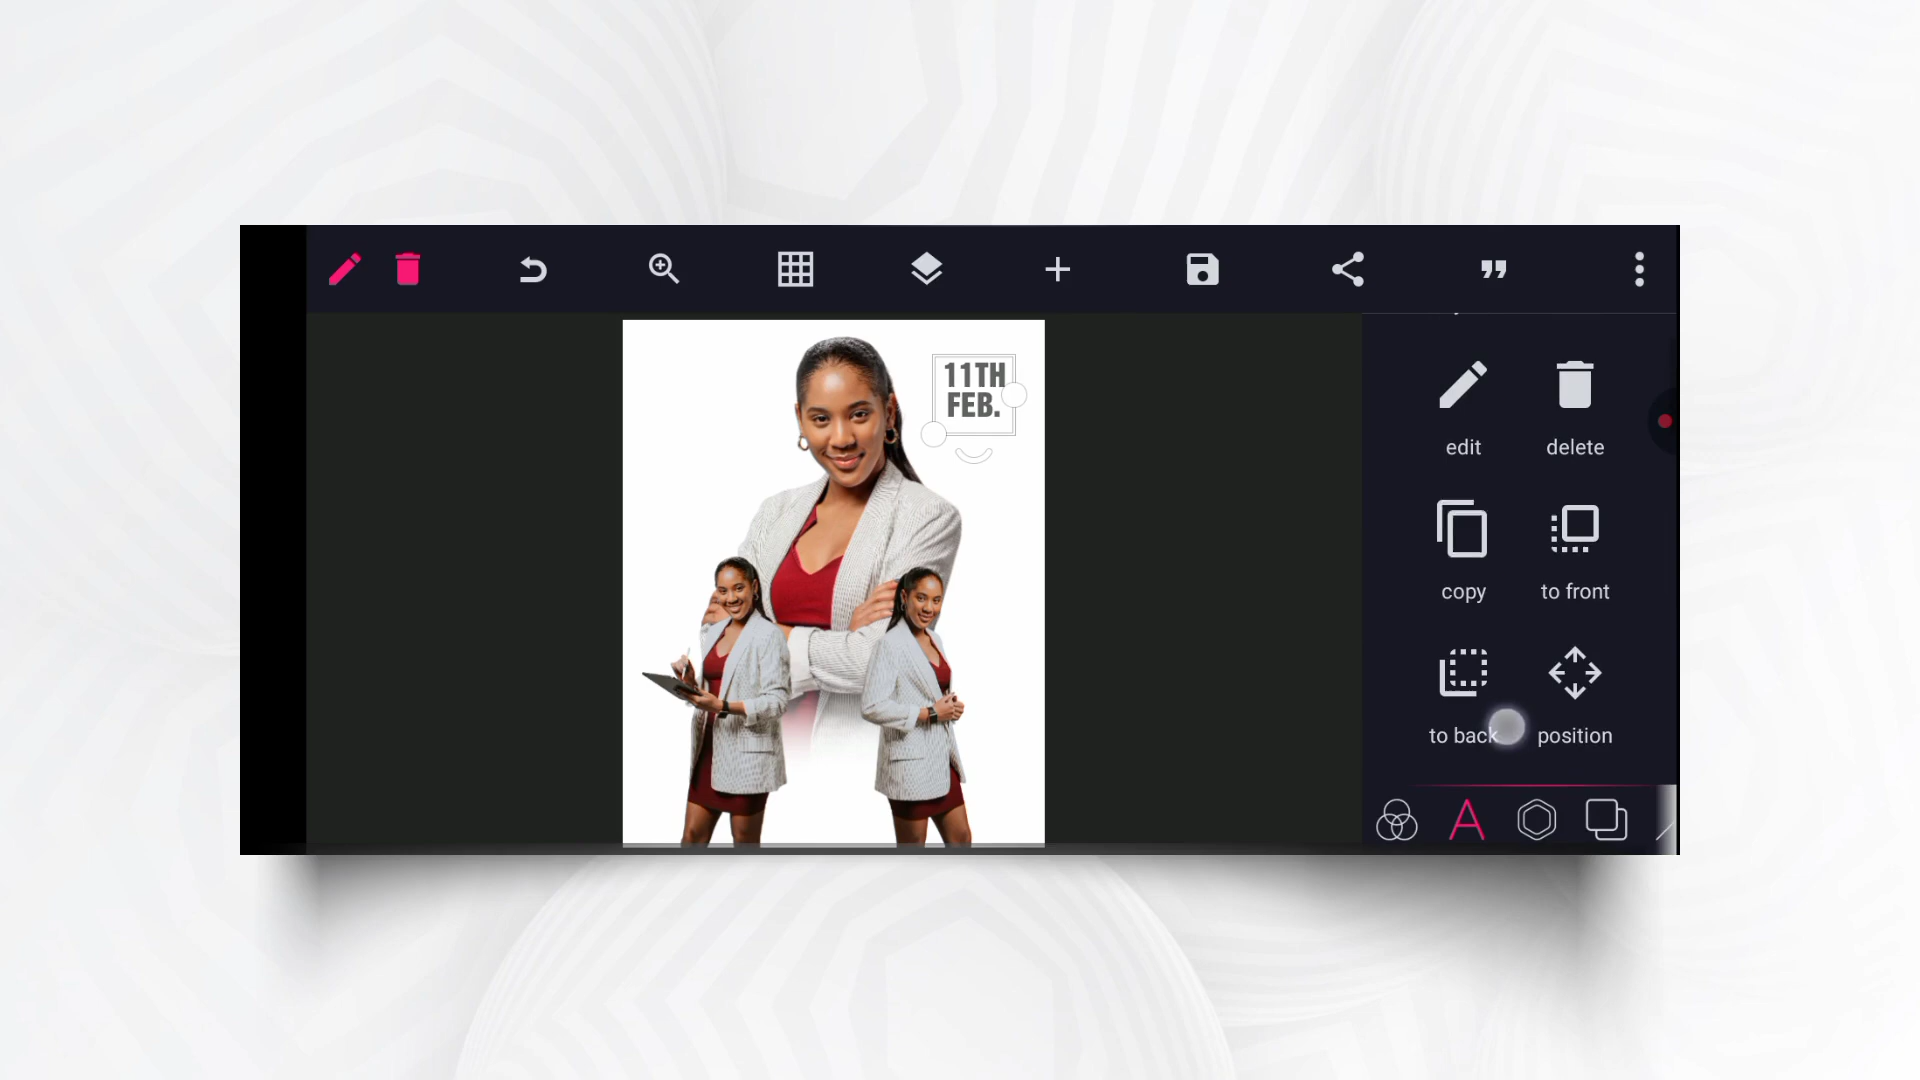 11TH
FEB.
edit
delete
copy
to front
to back
position